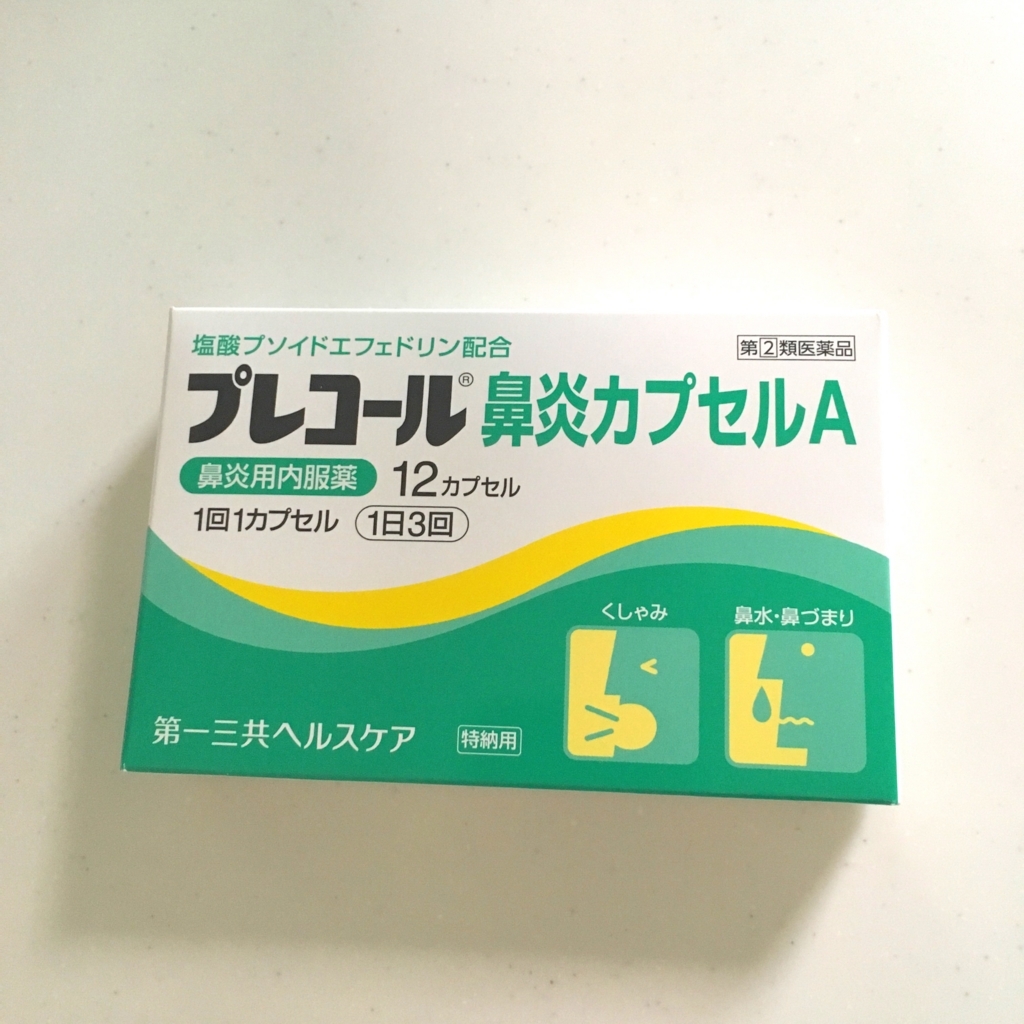 塩酸プソイドエフェドリン配合
指②類医薬品
プレコール® 鼻炎カプセルA
鼻炎用内服薬 12カプセル
1回1カプセル 1日3回
くしゃみ
鼻水・鼻づまり
第一三共ヘルスケア
特納用